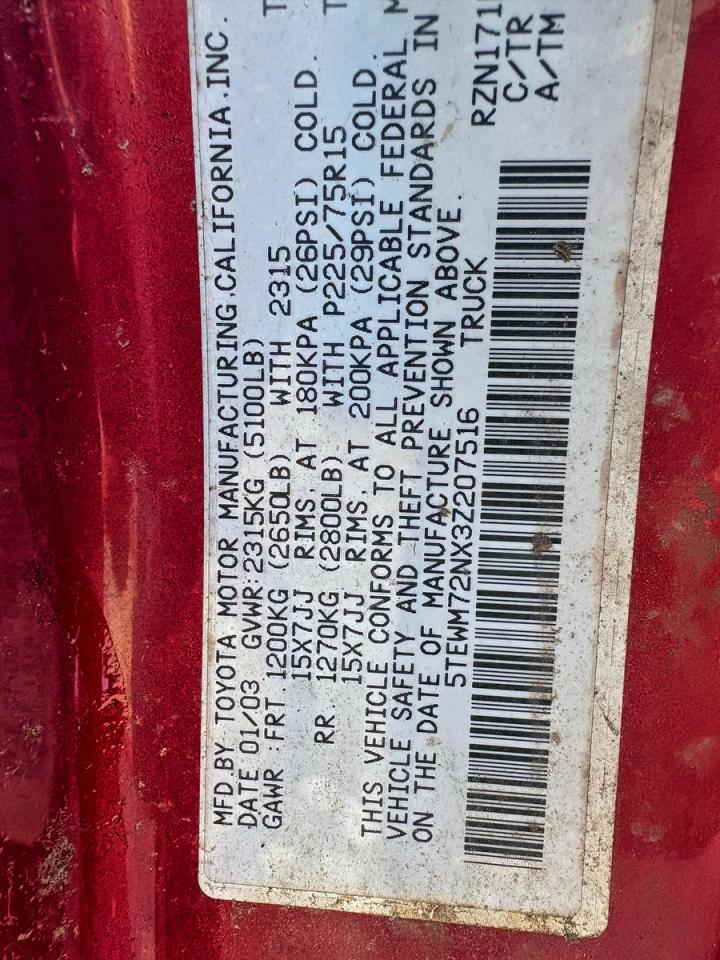 MFD.BY TOYOTA MOTOR MANUFACTURING,CALIFORNIA,INC.
DATE 01/03 GVWR:2315KG (5100LB)
GAWR :FRT.1200KG (2650LB) WITH 2315 T
15X7JJ RIMS, AT 180KPA (26PSI) COLD.
RR. 1270KG (2800LB) WITH P225/75R15 T
15X7JJ RIMS, AT 200KPA (29PSI) COLD.
THIS VEHICLE CONFORMS TO ALL APPLICABLE FEDERAL M
VEHICLE SAFETY AND THEFT PREVENTION STANDARDS IN
ON THE DATE OF MANUFACTURE SHOWN ABOVE.
5TEWM72NX3Z207516 TRUCK
RZN171
C/TR
A/TM